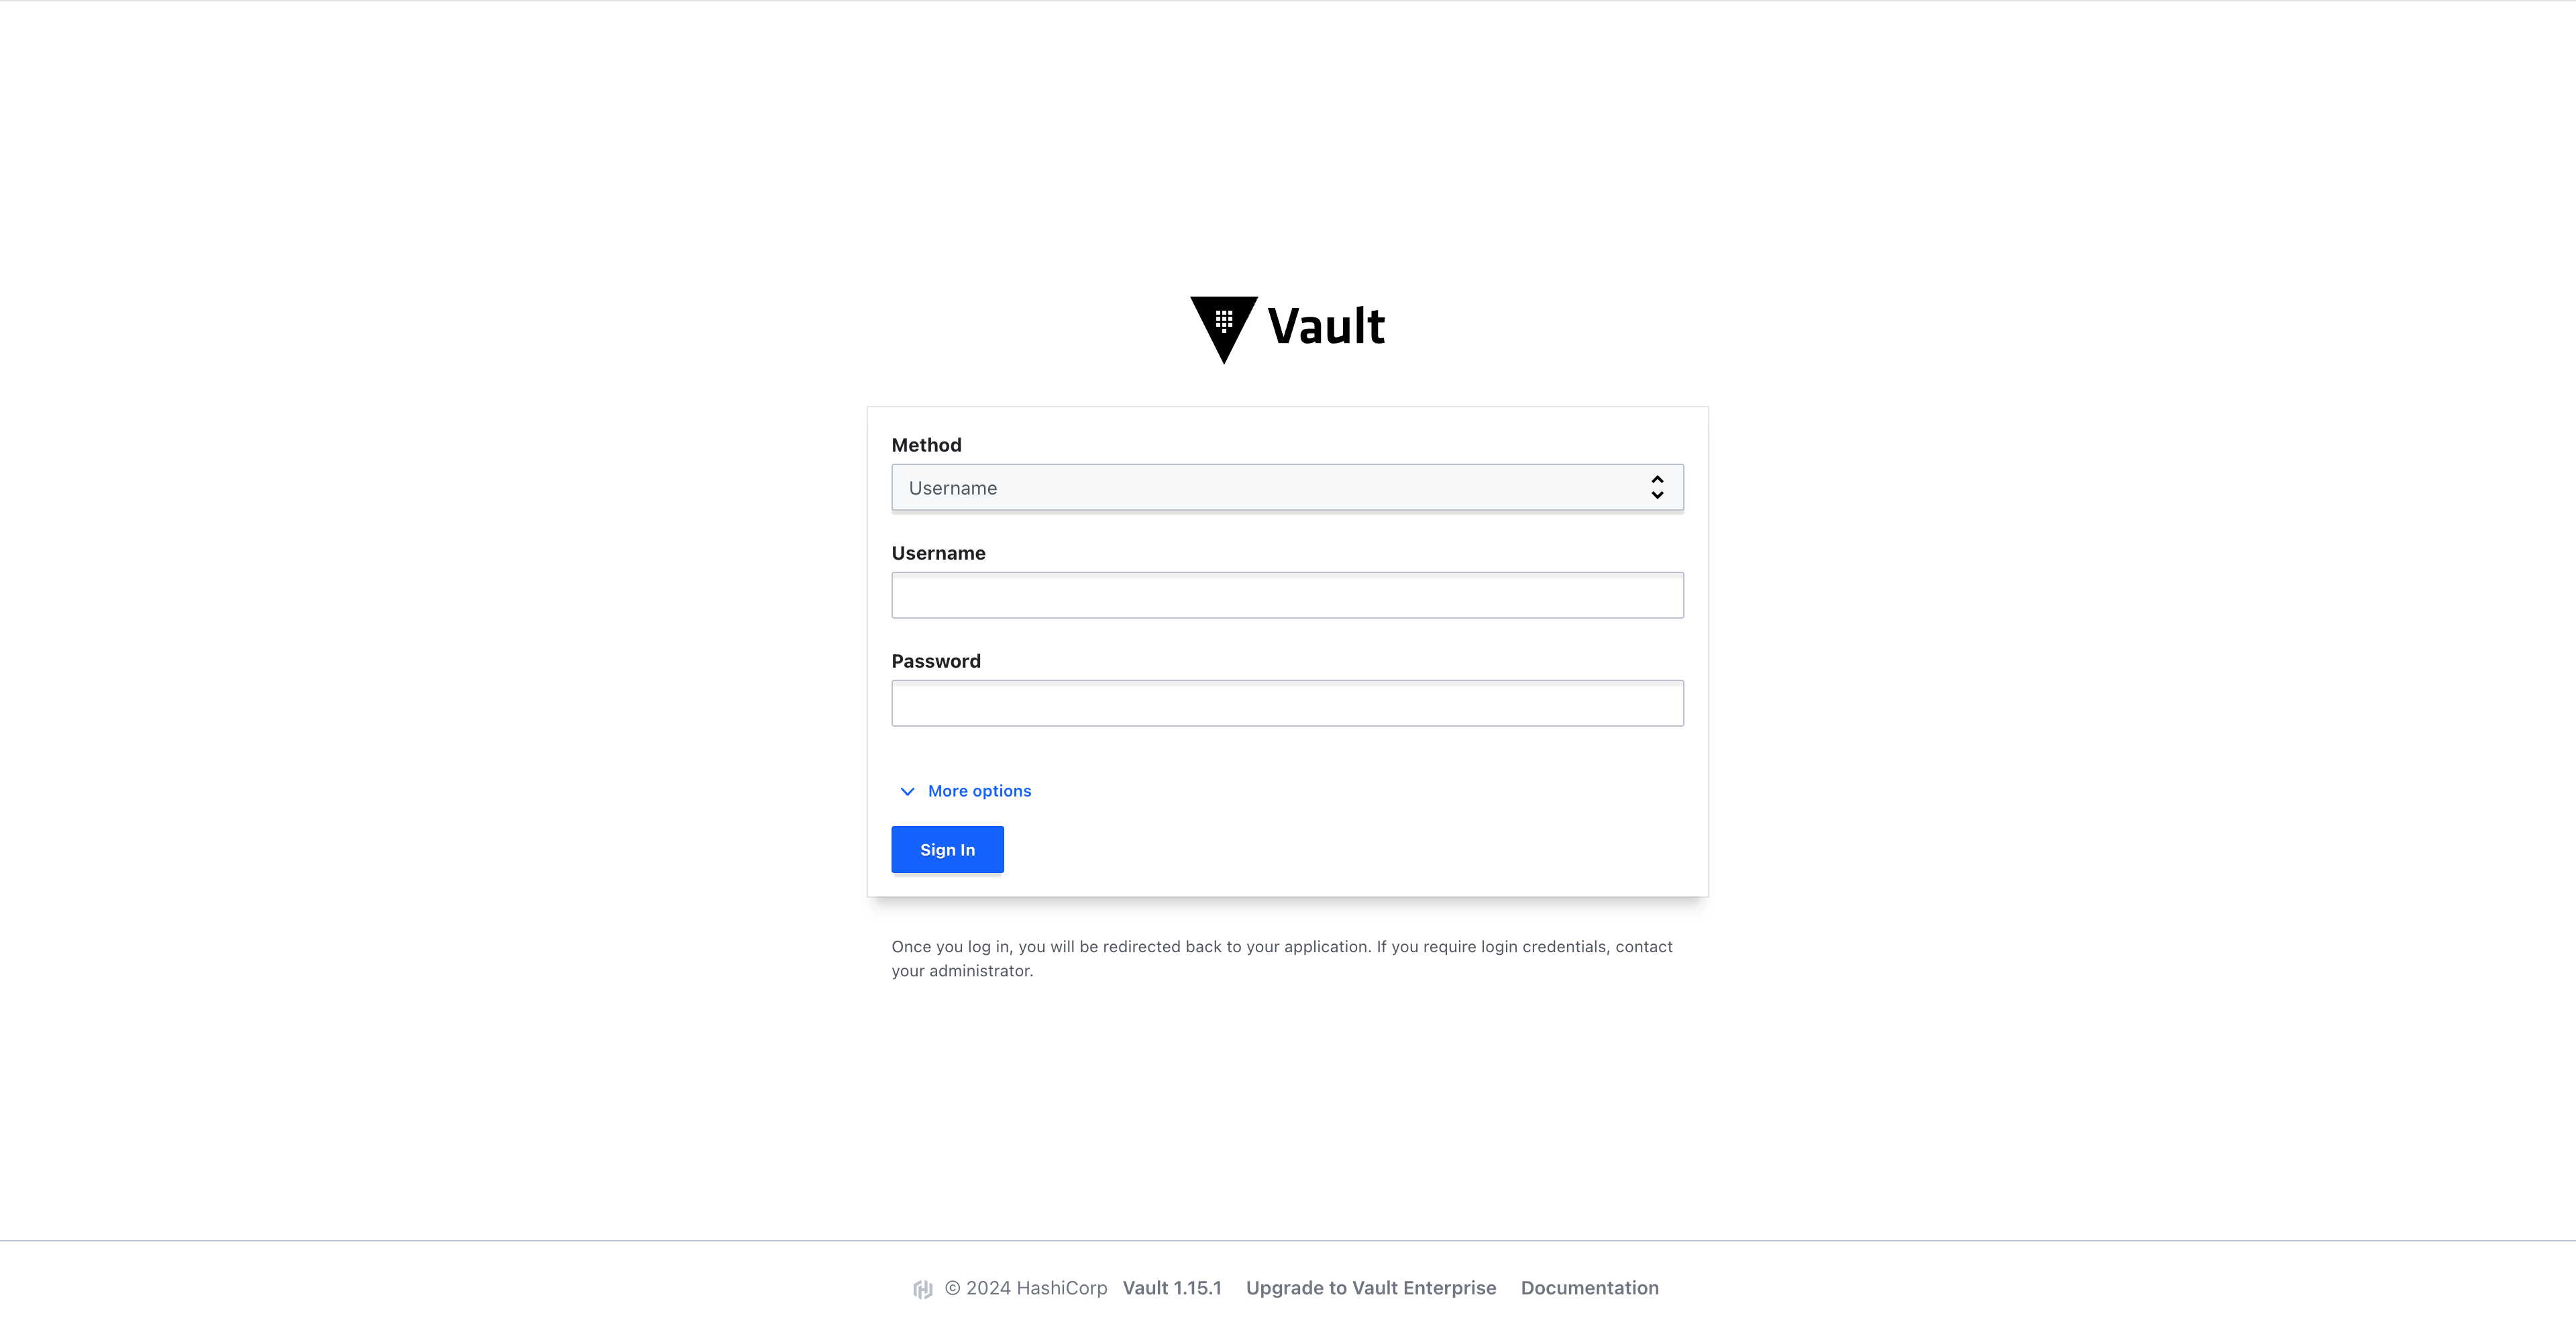 Vault
Method
Username
Username
Password
More options
Sign In
Once you log in, you will be redirected back to your application. If you require login credentials, contact
your administrator.
© 2024 HashiCorp Vault 1.15.1 Upgrade to Vault Enterprise Documentation